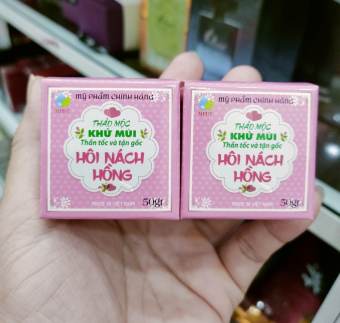 MỸ PHẨM CHÍNH HÃNG
THẢO MỘC
KHỬ MÙI
Thần tốc và tận gốc
HÔI NÁCH
HỒNG
MADE IN VIETNAM
50gr
MỸ PHẨM CHÍNH HÃNG
THẢO MỘC
KHỬ MÙI
Thần tốc và tận gốc
HÔI NÁCH
HỒNG
MADE IN VIETNAM
50gr